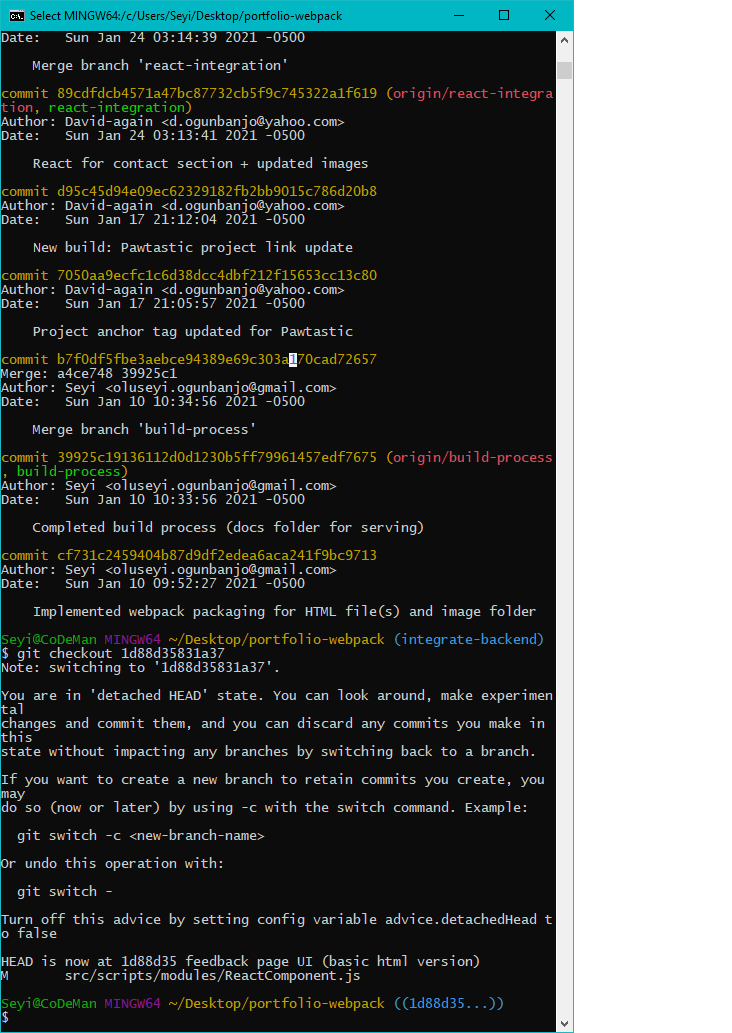 Select MINGW64:/c/Users/Seyi/Desktop/portfolio-webpack
Date:   Sun Jan 24 03:14:39 2021 -0500
    Merge branch 'react-integration'
commit 89cdfdcb4571a47bc87732cb5f9c745322a1f619 (origin/react-integra
tion, react-integration)
Author: David-again <d.ogunbanjo@yahoo.com>
Date:   Sun Jan 24 03:13:41 2021 -0500
    React for contact section + updated images
commit d95c45d94e09ec62329182fb2bb9015c786d20b8
Author: David-again <d.ogunbanjo@yahoo.com>
Date:   Sun Jan 17 21:12:04 2021 -0500
    New build: Pawtastic project link update
commit 7050aa9ecfc1c6d38dcc4dbf212f15653cc13c80
Author: David-again <d.ogunbanjo@yahoo.com>
Date:   Sun Jan 17 21:05:57 2021 -0500
    Project anchor tag updated for Pawtastic
commit b7f0df5fbe3aebce94389e69c303a170cad72657
Merge: a4ce748 39925c1
Author: Seyi <oluseyi.ogunbanjo@gmail.com>
Date:   Sun Jan 10 10:34:56 2021 -0500
    Merge branch 'build-process'
commit 39925c19136112d0d1230b5ff79961457edf7675 (origin/build-process
, build-process)
Author: Seyi <oluseyi.ogunbanjo@gmail.com>
Date:   Sun Jan 10 10:33:56 2021 -0500
    Completed build process (docs folder for serving)
commit cf731c2459404b87d9df2edea6aca241f9bc9713
Author: Seyi <oluseyi.ogunbanjo@gmail.com>
Date:   Sun Jan 10 09:52:27 2021 -0500
    Implemented webpack packaging for HTML file(s) and image folder
Seyi@CoDeMan MINGW64 ~/Desktop/portfolio-webpack (integrate-backend)
$ git checkout 1d88d35831a37
Note: switching to '1d88d35831a37'.
You are in 'detached HEAD' state. You can look around, make experimen
tal
changes and commit them, and you can discard any commits you make in
this
state without impacting any branches by switching back to a branch.
If you want to create a new branch to retain commits you create, you
may
do so (now or later) by using -c with the switch command. Example:
  git switch -c <new-branch-name>
Or undo this operation with:
  git switch -
Turn off this advice by setting config variable advice.detachedHead t
o false
HEAD is now at 1d88d35 feedback page UI (basic html version)
M       src/scripts/modules/ReactComponent.js
Seyi@CoDeMan MINGW64 ~/Desktop/portfolio-webpack ((1d88d35...))
$